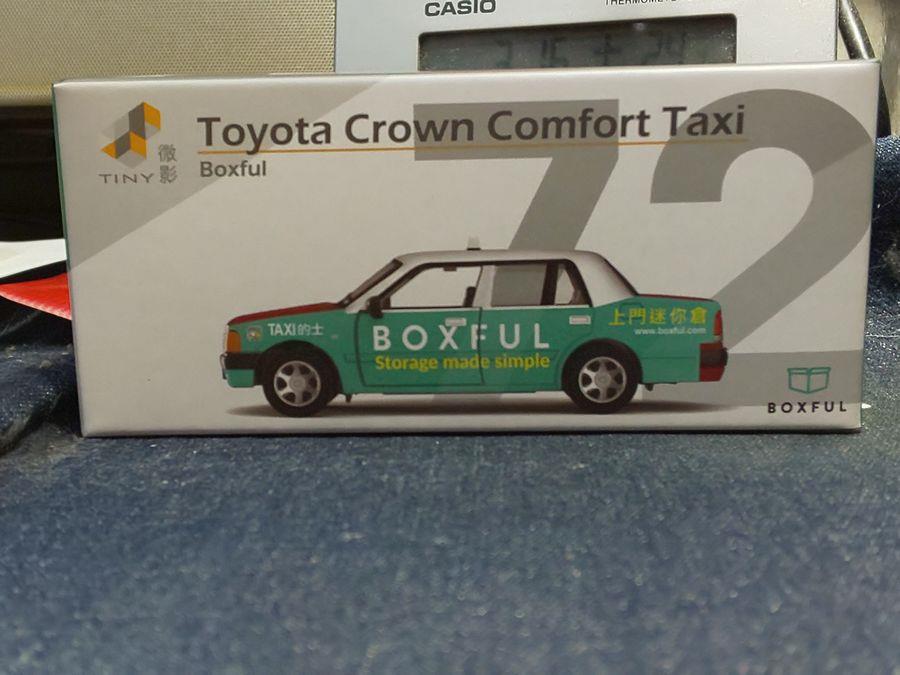 CASIO
72
Toyota Crown Comfort Taxi
Boxful
TINY 微影
TAXI的士
BOXFUL
Storage made simple
上門迷你倉
www.boxful.com
BOXFUL